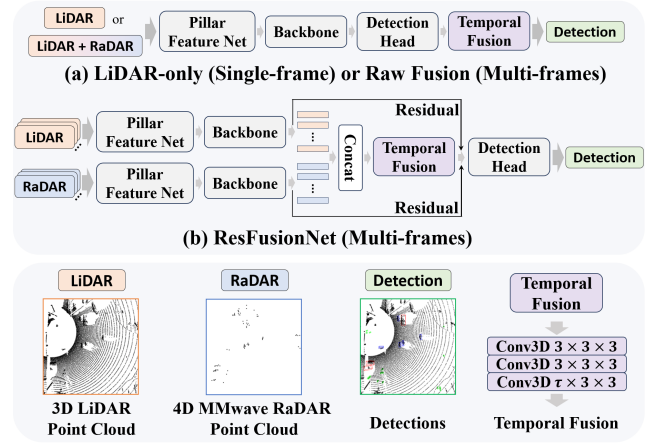 LiDAR
or
LiDAR + RaDAR
Pillar
Feature Net
Backbone
Detection
Head
Temporal
Fusion
Detection
(a) LiDAR-only (Single-frame) or Raw Fusion (Multi-frames)
LiDAR
Pillar
Feature Net
Backbone
RaDAR
Pillar
Feature Net
Backbone
Concat
Residual
Temporal
Fusion
Residual
Detection
Head
Detection
(b) ResFusionNet (Multi-frames)
LiDAR
3D LiDAR
Point Cloud
RaDAR
4D MMwave RaDAR
Point Cloud
Detection
Detections
Temporal
Fusion
Conv3D 3 × 3 × 3
Conv3D 3 × 3 × 3
Conv3D τ × 3 × 3
Temporal Fusion